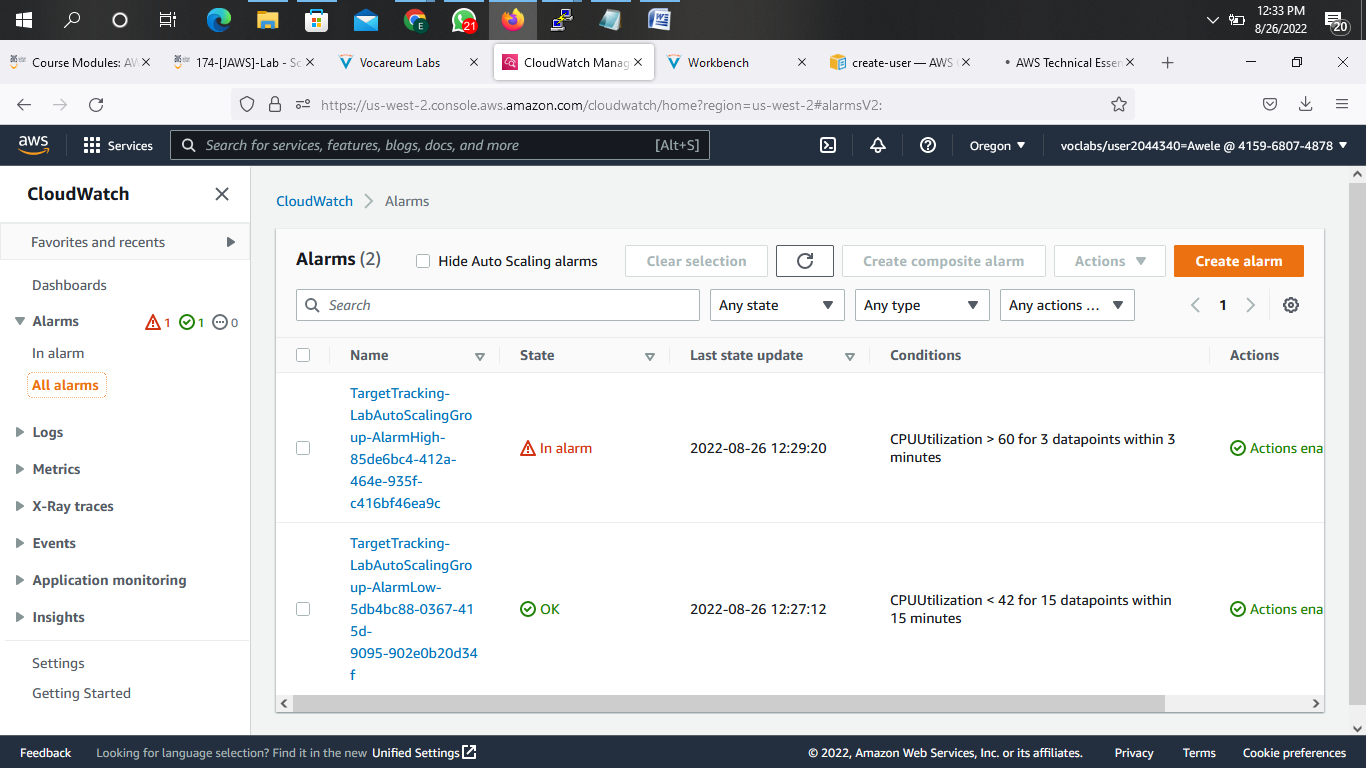 21
12:33 PM
8/26/2022
20
Course Modules: AW
174-[JAWS]-Lab - Sc
Vocareum Labs
CloudWatch Manag
Workbench
create-user — AWS C
AWS Technical Essen
https://us-west-2.console.aws.amazon.com/cloudwatch/home?region=us-west-2#alarmsV2:
aws
Services
Search for services, features, blogs, docs, and more
[Alt+S]
Oregon
voclabs/user2044340=Awele @ 4159-6807-4878
CloudWatch
Favorites and recents
Dashboards
Alarms
1
1
0
In alarm
All alarms
Logs
Metrics
X-Ray traces
Events
Application monitoring
Insights
Settings
Getting Started
CloudWatch
Alarms
Alarms (2)
Hide Auto Scaling alarms
Clear selection
Create composite alarm
Actions
Create alarm
Search
Any state
Any type
Any actions ...
1
Name
State
Last state update
Conditions
Actions
TargetTracking-
LabAutoScalingGro
up-AlarmHigh-
85de6bc4-412a-
464e-935f-
c416bf46ea9c
In alarm
2022-08-26 12:29:20
CPUUtilization > 60 for 3 datapoints within 3
minutes
Actions ena
TargetTracking-
LabAutoScalingGro
up-AlarmLow-
5db4bc88-0367-41
5d-
9095-902e0b20d34
f
OK
2022-08-26 12:27:12
CPUUtilization < 42 for 15 datapoints within
15 minutes
Actions ena
Feedback
Looking for language selection? Find it in the new Unified Settings
© 2022, Amazon Web Services, Inc. or its affiliates.
Privacy
Terms
Cookie preferences